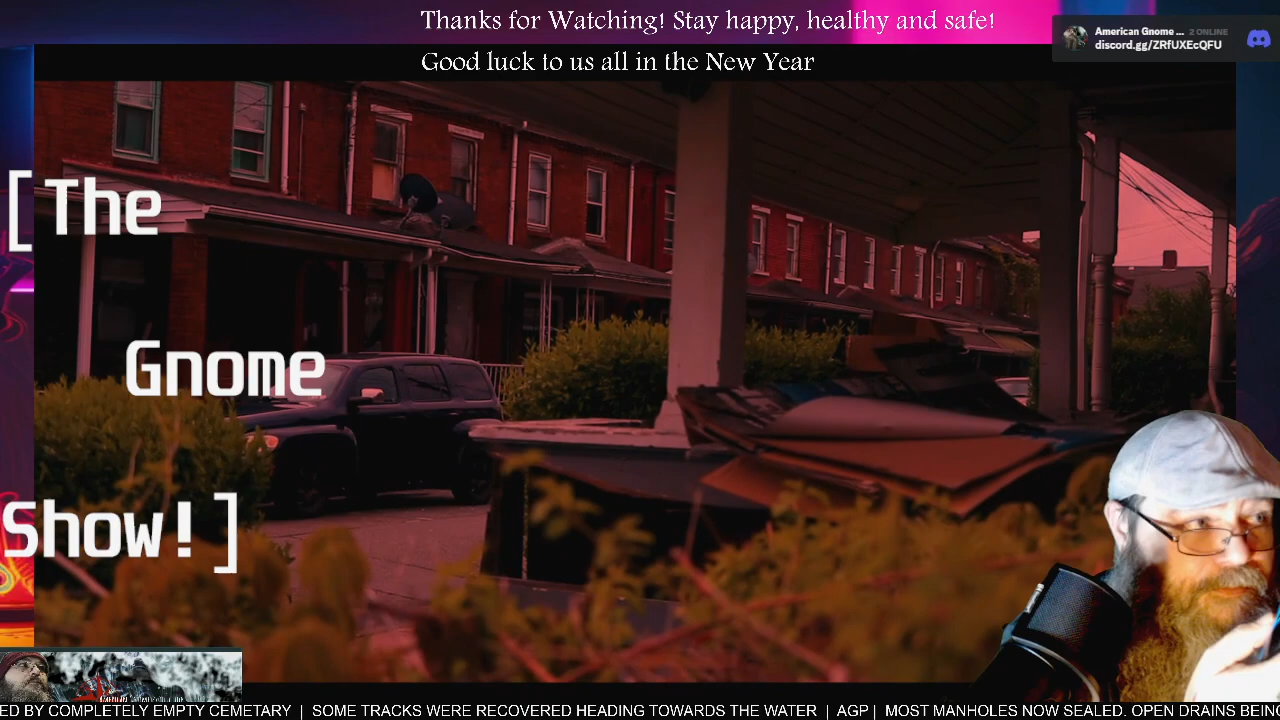 Thanks for Watching! Stay happy, healthy and safe!
Good luck to us all in the New Year
American Gnome ... 2 ONLINE
discord.gg/ZRfUXEcQFU
[ The
Gnome
Show! ]
ED BY COMPLETELY EMPTY CEMETARY | SOME TRACKS WERE RECOVERED HEADING TOWARDS THE WATER | AGP | MOST MANHOLES NOW SEALED. OPEN DRAINS BEING